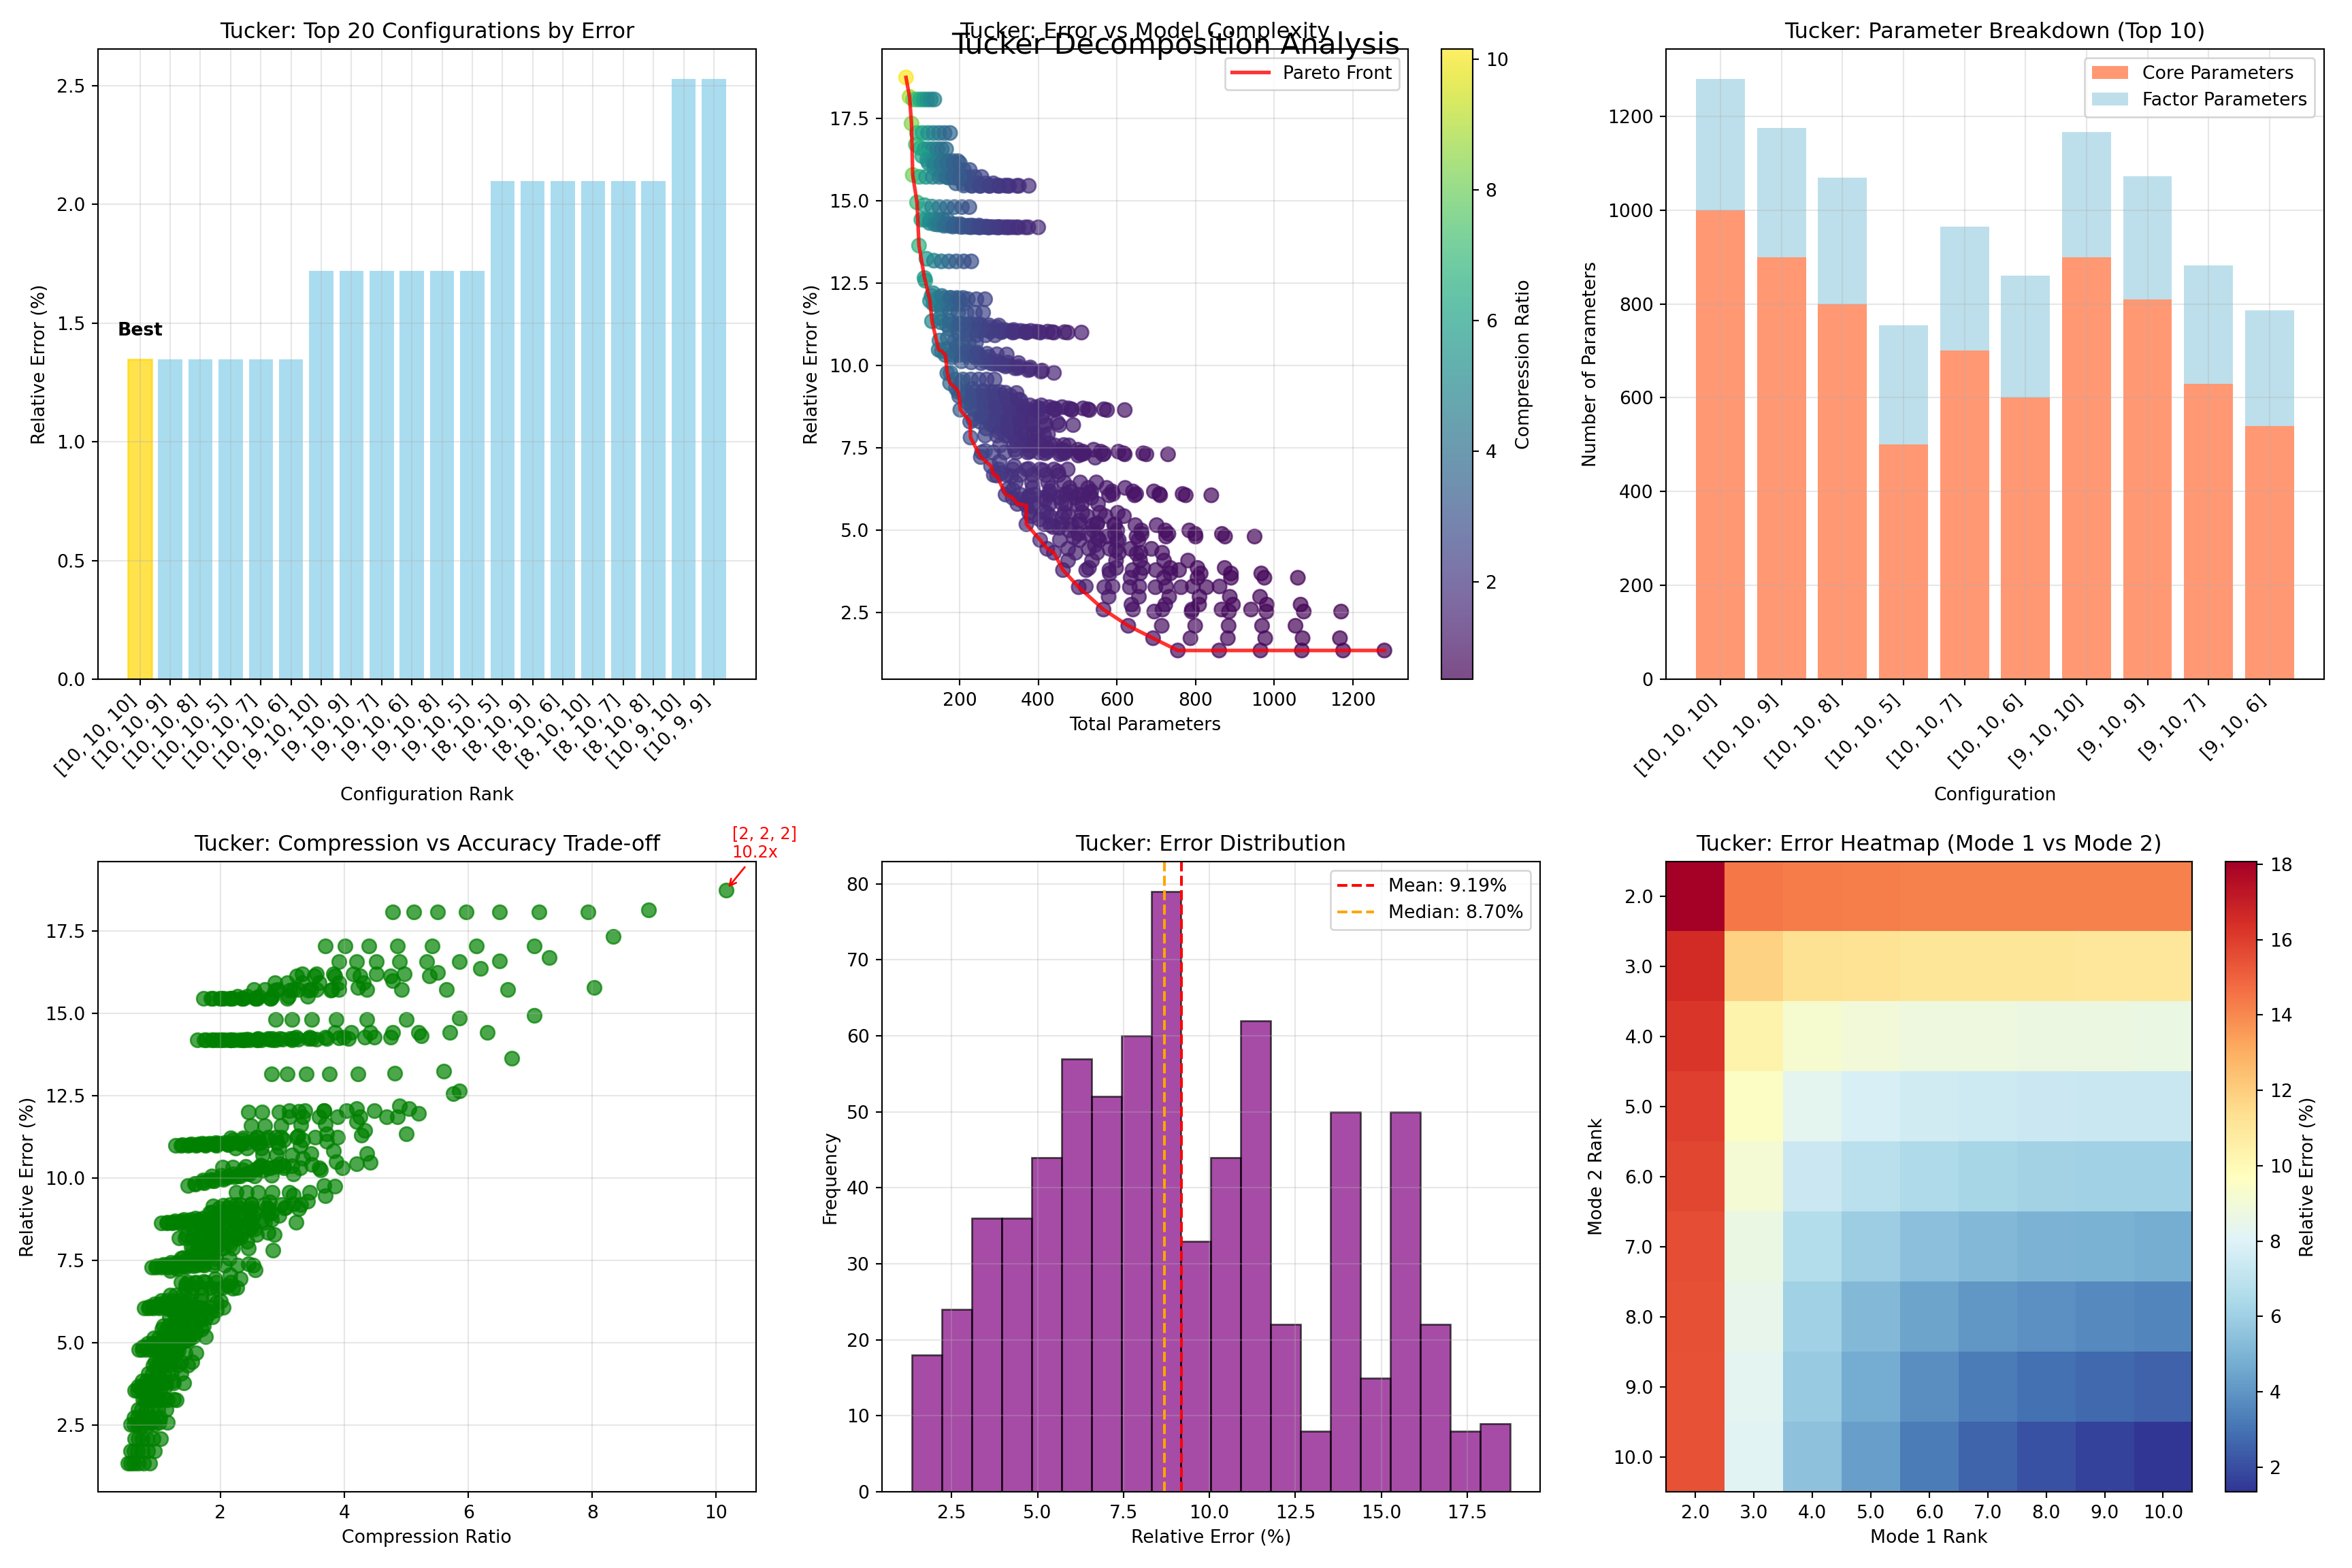 Tucker Decomposition Analysis
Tucker: Top 20 Configurations by Error
Relative Error (%)
2.5
2.0
1.5
1.0
0.5
0.0
Best
[10, 10, 10]
[10, 10, 9]
[10, 10, 8]
[10, 10, 5]
[10, 10, 7]
[10, 10, 6]
[9, 10, 10]
[9, 10, 9]
[9, 10, 7]
[9, 10, 6]
[9, 10, 8]
[9, 10, 5]
[8, 10, 5]
[8, 10, 9]
[8, 10, 6]
[8, 10, 10]
[8, 10, 7]
[8, 10, 8]
[10, 9, 10]
[10, 9, 9]
Configuration Rank
Tucker: Error vs Model Complexity
Pareto Front
Relative Error (%)
17.5
15.0
12.5
10.0
7.5
5.0
2.5
200 400 600 800 1000 1200
Total Parameters
10
8
6
4
2
Compression Ratio
Tucker: Parameter Breakdown (Top 10)
Core Parameters
Factor Parameters
Number of Parameters
1200
1000
800
600
400
200
0
[10, 10, 10]
[10, 10, 9]
[10, 10, 8]
[10, 10, 5]
[10, 10, 7]
[10, 10, 6]
[9, 10, 10]
[9, 10, 9]
[9, 10, 7]
[9, 10, 6]
Configuration
Tucker: Compression vs Accuracy Trade-off
[2, 2, 2]
10.2x
Relative Error (%)
17.5
15.0
12.5
10.0
7.5
5.0
2.5
2 4 6 8 10
Compression Ratio
Tucker: Error Distribution
Mean: 9.19%
Median: 8.70%
Frequency
80
70
60
50
40
30
20
10
0
2.5 5.0 7.5 10.0 12.5 15.0 17.5
Relative Error (%)
Tucker: Error Heatmap (Mode 1 vs Mode 2)
Mode 2 Rank
2.0
3.0
4.0
5.0
6.0
7.0
8.0
9.0
10.0
2.0 3.0 4.0 5.0 6.0 7.0 8.0 9.0 10.0
Mode 1 Rank
18
16
14
12
10
8
6
4
2
Relative Error (%)